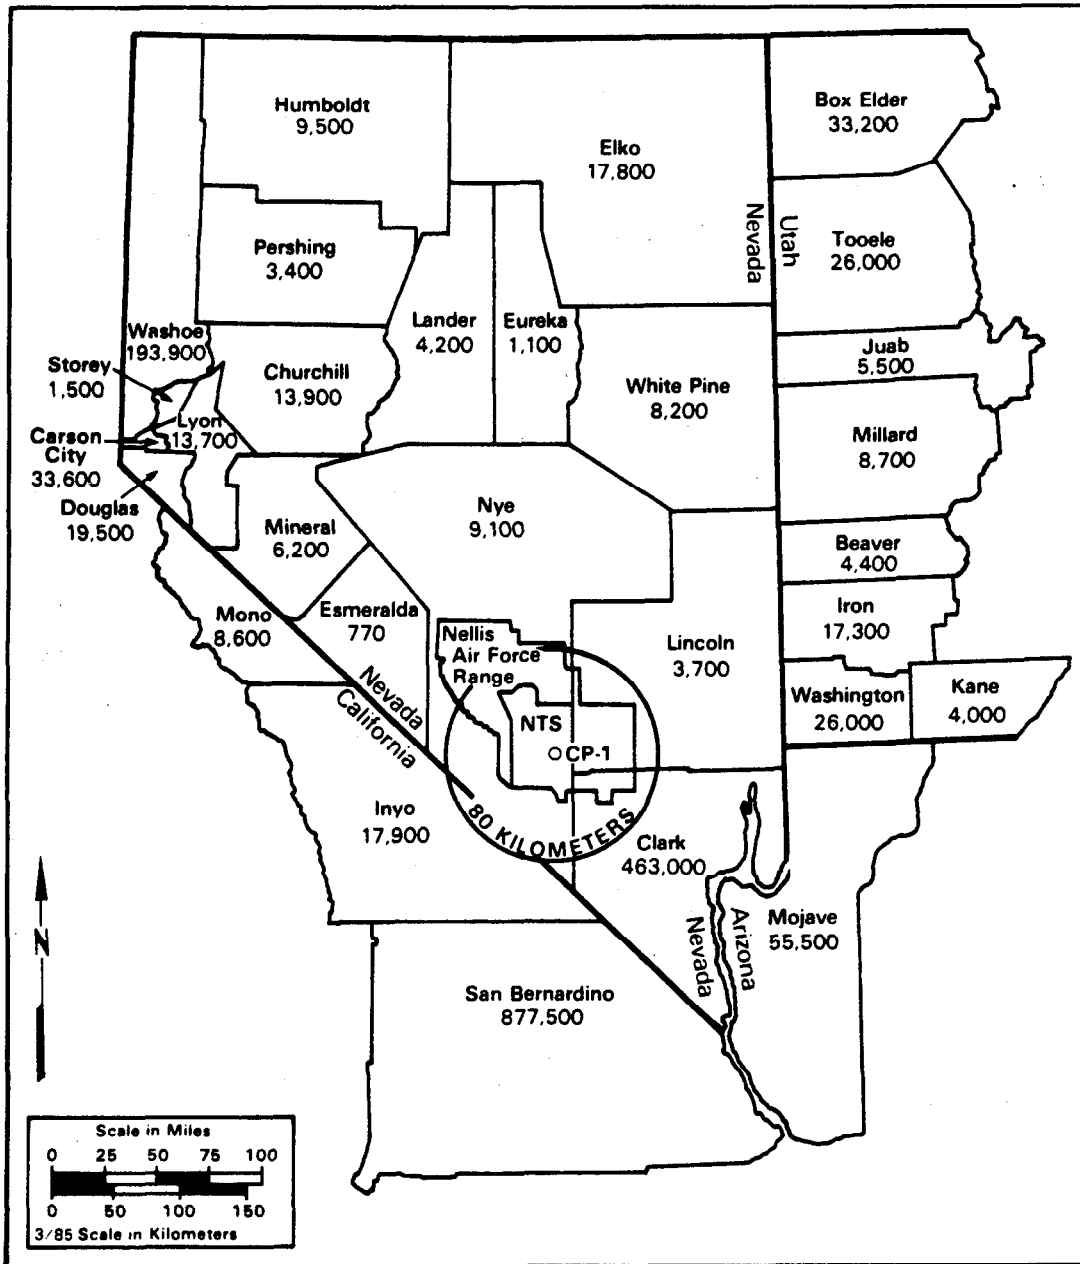 Humboldt
9,500
Elko
17,800
Box Elder
33,200
Pershing
3,400
Nevada
Utah
Tooele
26,000
Washoe
193,900
Lander
4,200
Eureka
1,100
Juab
5,500
Storey
1,500
Churchill
13,900
White Pine
8,200
Lyon
13,700
Carson
City
33,600
Millard
8,700
Douglas
19,500
Mineral
6,200
Nye
9,100
Beaver
4,400
Mono
8,600
Esmeralda
770
Iron
17,300
Nellis
Air Force
Range
Lincoln
3,700
Washington
26,000
Kane
4,000
Nevada
California
NTS
CP-1
80 KILOMETERS
Inyo
17,900
Clark
463,000
Nevada
Arizona
Mojave
55,500
N
San Bernardino
877,500
Scale in Miles
0 25 50 75 100
0 50 100 150
3/85 Scale in Kilometers